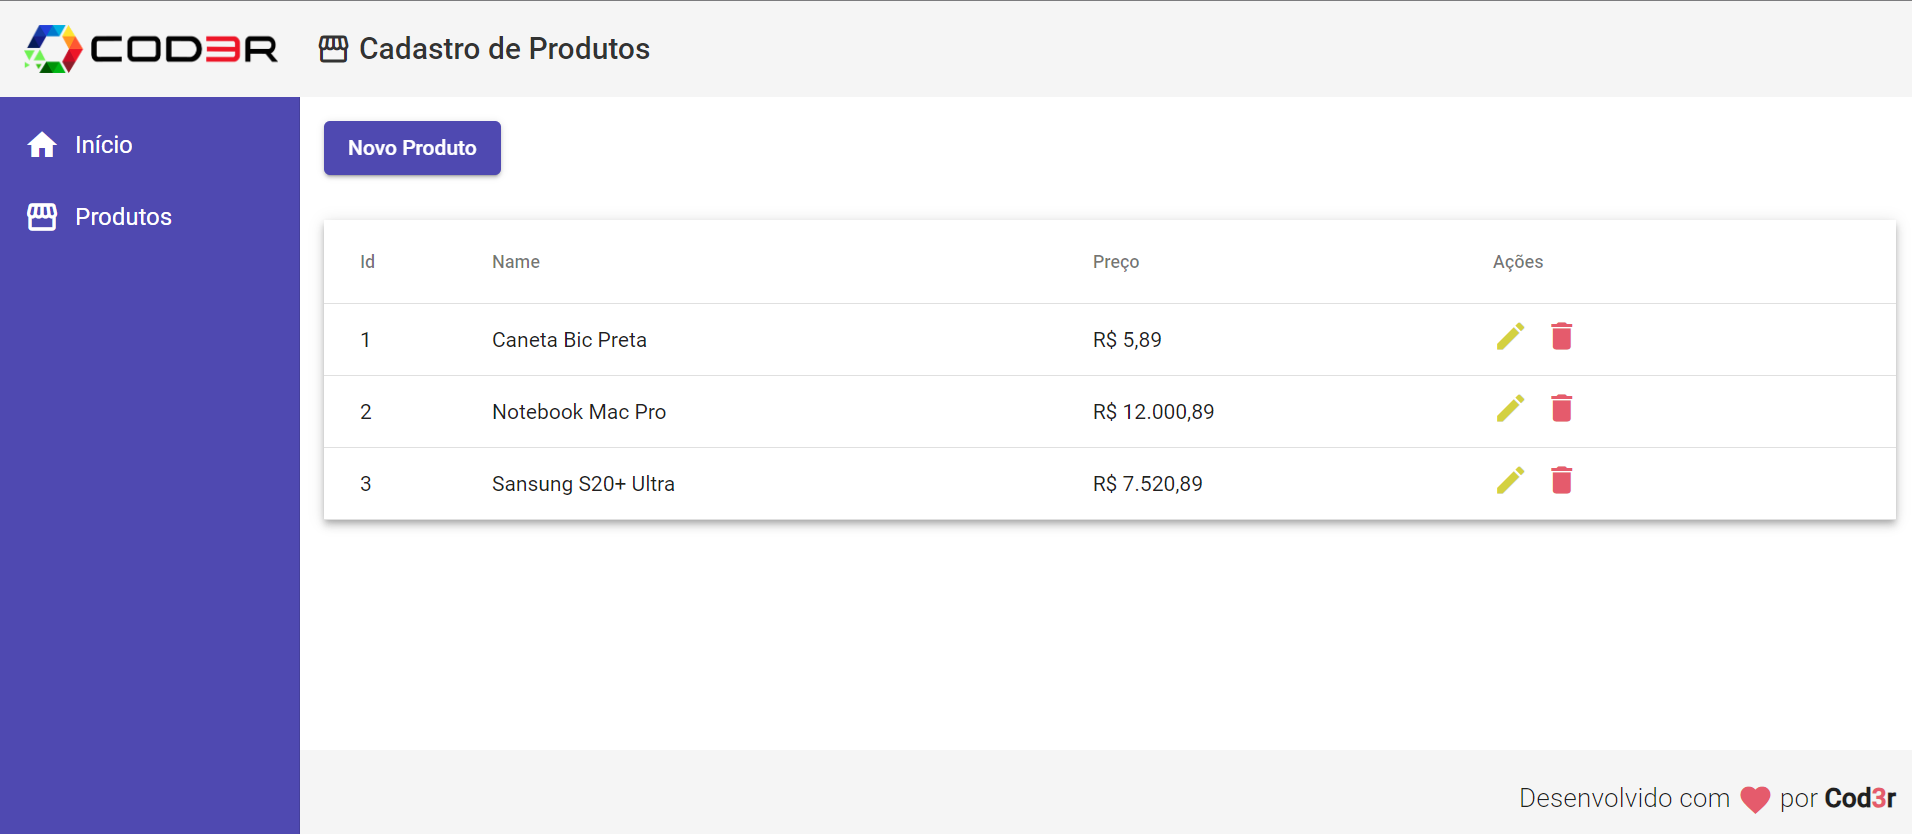 COD3R
Cadastro de Produtos
Início
Produtos
Novo Produto
Id Name Preço Ações
1 Caneta Bic Preta R$ 5,89
2 Notebook Mac Pro R$ 12.000,89
3 Sansung S20+ Ultra R$ 7.520,89
Desenvolvido com por Cod3r